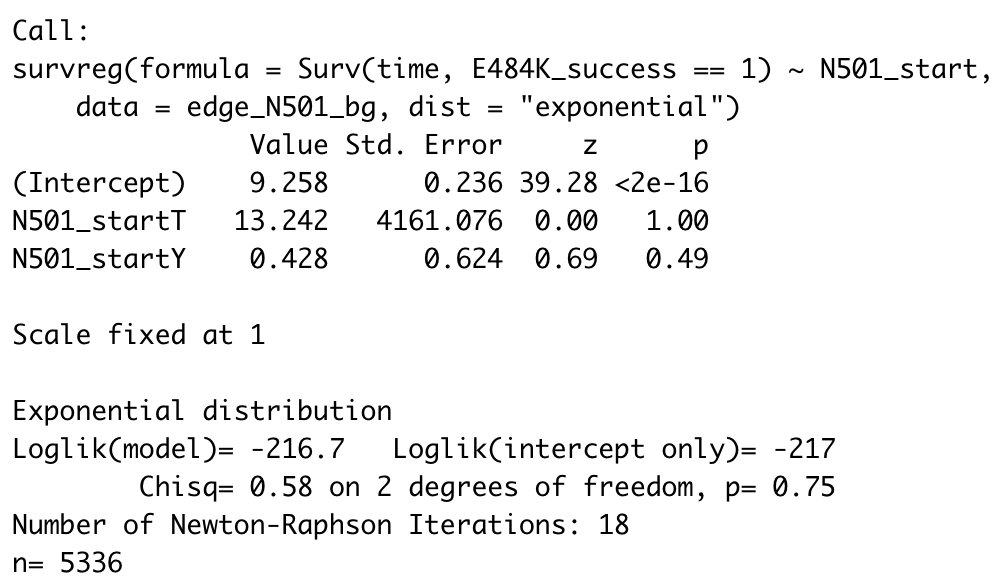 Call:
survreg(formula = Surv(time, E484K_success == 1) ~ N501_start,
    data = edge_N501_bg, dist = "exponential")
               Value Std. Error     z      p
(Intercept)    9.258      0.236 39.28 <2e-16
N501_startT   13.242   4161.076  0.00   1.00
N501_startY    0.428      0.624  0.69   0.49

Scale fixed at 1

Exponential distribution
Loglik(model)= -216.7   Loglik(intercept only)= -217
        Chisq= 0.58 on 2 degrees of freedom, p= 0.75
Number of Newton-Raphson Iterations: 18
n= 5336